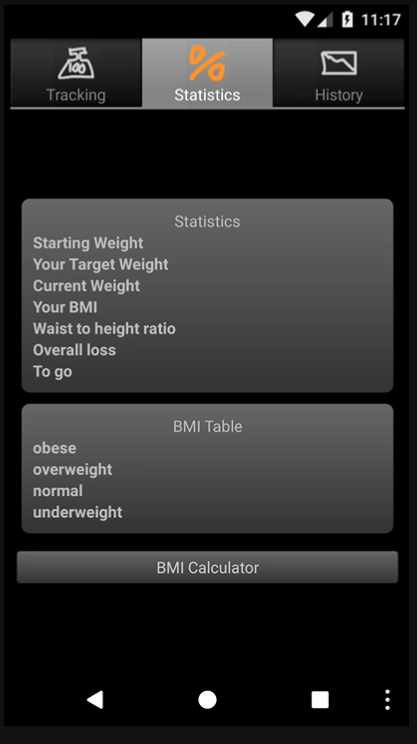 11:17
Tracking
Statistics
History
Statistics
Starting Weight
Your Target Weight
Current Weight
Your BMI
Waist to height ratio
Overall loss
To go
BMI Table
obese
overweight
normal
underweight
BMI Calculator